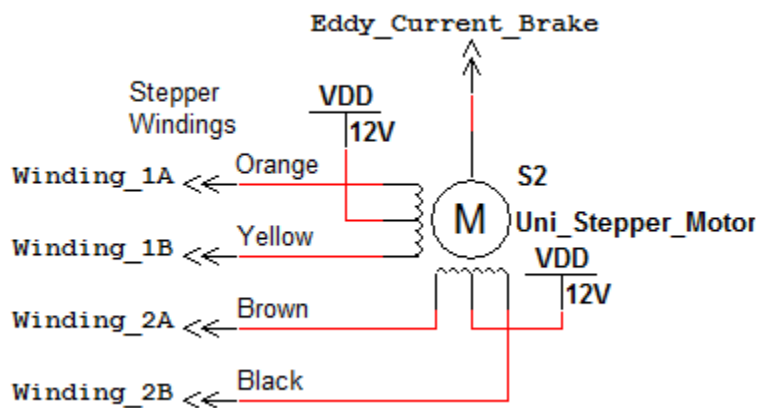 Eddy_Current_Brake
Stepper
Windings
VDD
12V
Winding_1A
Orange
S2
M
Uni_Stepper_Motor
Winding_1B
Yellow
VDD
12V
Winding_2A
Brown
Winding_2B
Black